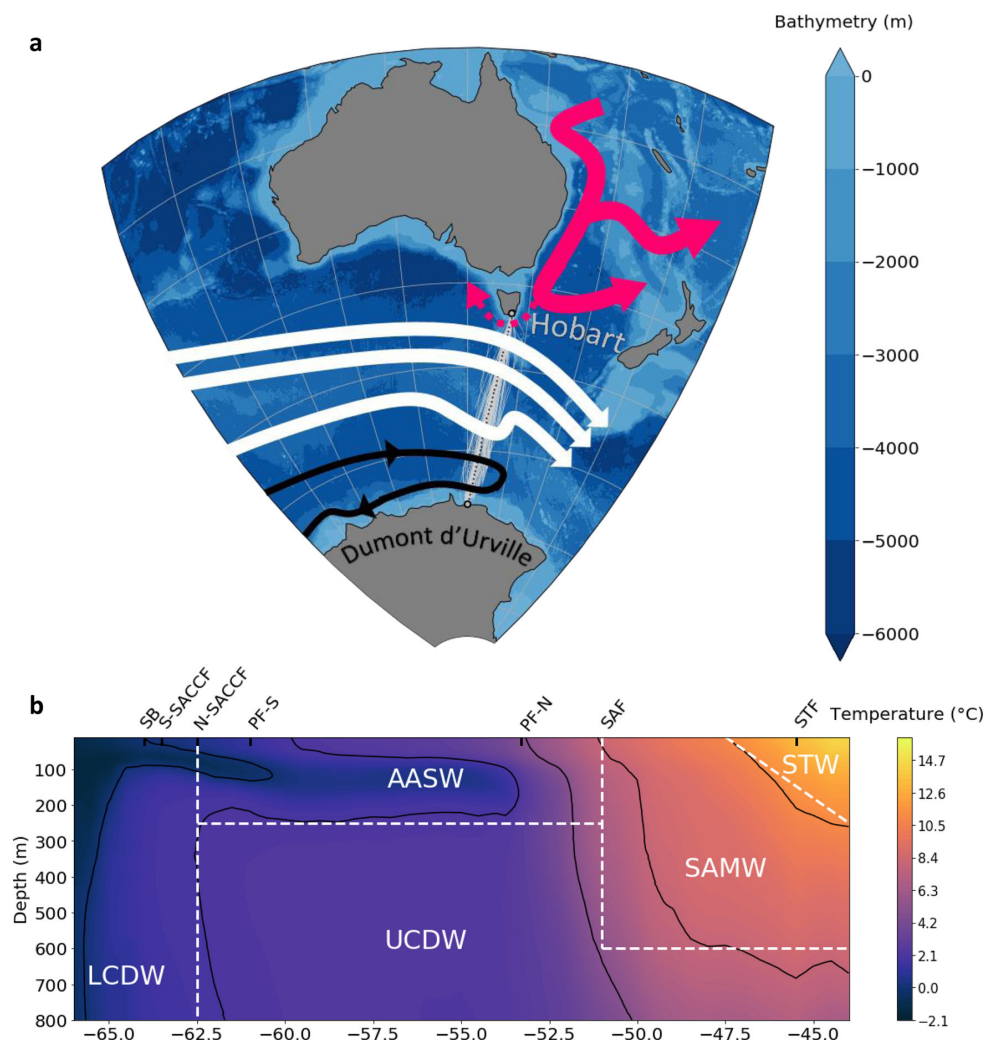 a
Bathymetry (m)
0
−1000
−2000
−3000
−4000
−5000
−6000
Hobart
Dumont d'Urville
b
SB
S-SACCF
N-SACCF
PF-S
PF-N
SAF
STF
Temperature (°C)
Depth (m)
100
200
300
400
500
600
700
800
AASW
STW
SAMW
UCDW
LCDW
14.7
12.6
10.5
8.4
6.3
4.2
2.1
0.0
−2.1
−65.0 −62.5 −60.0 −57.5 −55.0 −52.5 −50.0 −47.5 −45.0